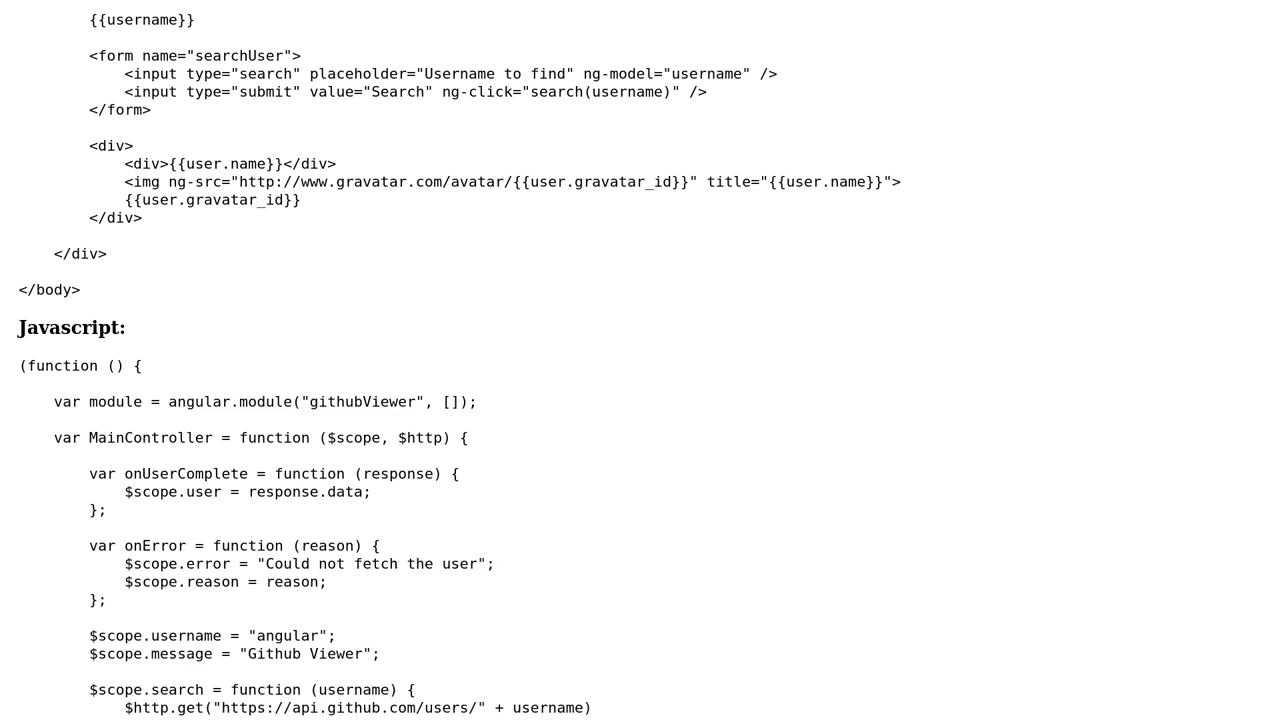 {{username}}
<form name="searchUser">
<input type="search" placeholder="Username to find" ng-model="username" />
<input type="submit" value="Search" ng-click="search(username)" />
</form>
<div>
<div>{{user.name}}</div>
<img ng-src="http://www.gravatar.com/avatar/{{user.gravatar_id}}" title="{{user.name}}">
{{user.gravatar_id}}
</div>
</div>
</body>
Javascript:
(function () {
var module = angular.module("githubViewer", []);
var MainController = function ($scope, $http) {
var onUserComplete = function (response) {
$scope.user = response.data;
};
var onError = function (reason) {
$scope.error = "Could not fetch the user";
$scope.reason = reason;
};
$scope.username = "angular";
$scope.message = "Github Viewer";
$scope.search = function (username) {
$http.get("https://api.github.com/users/" + username)